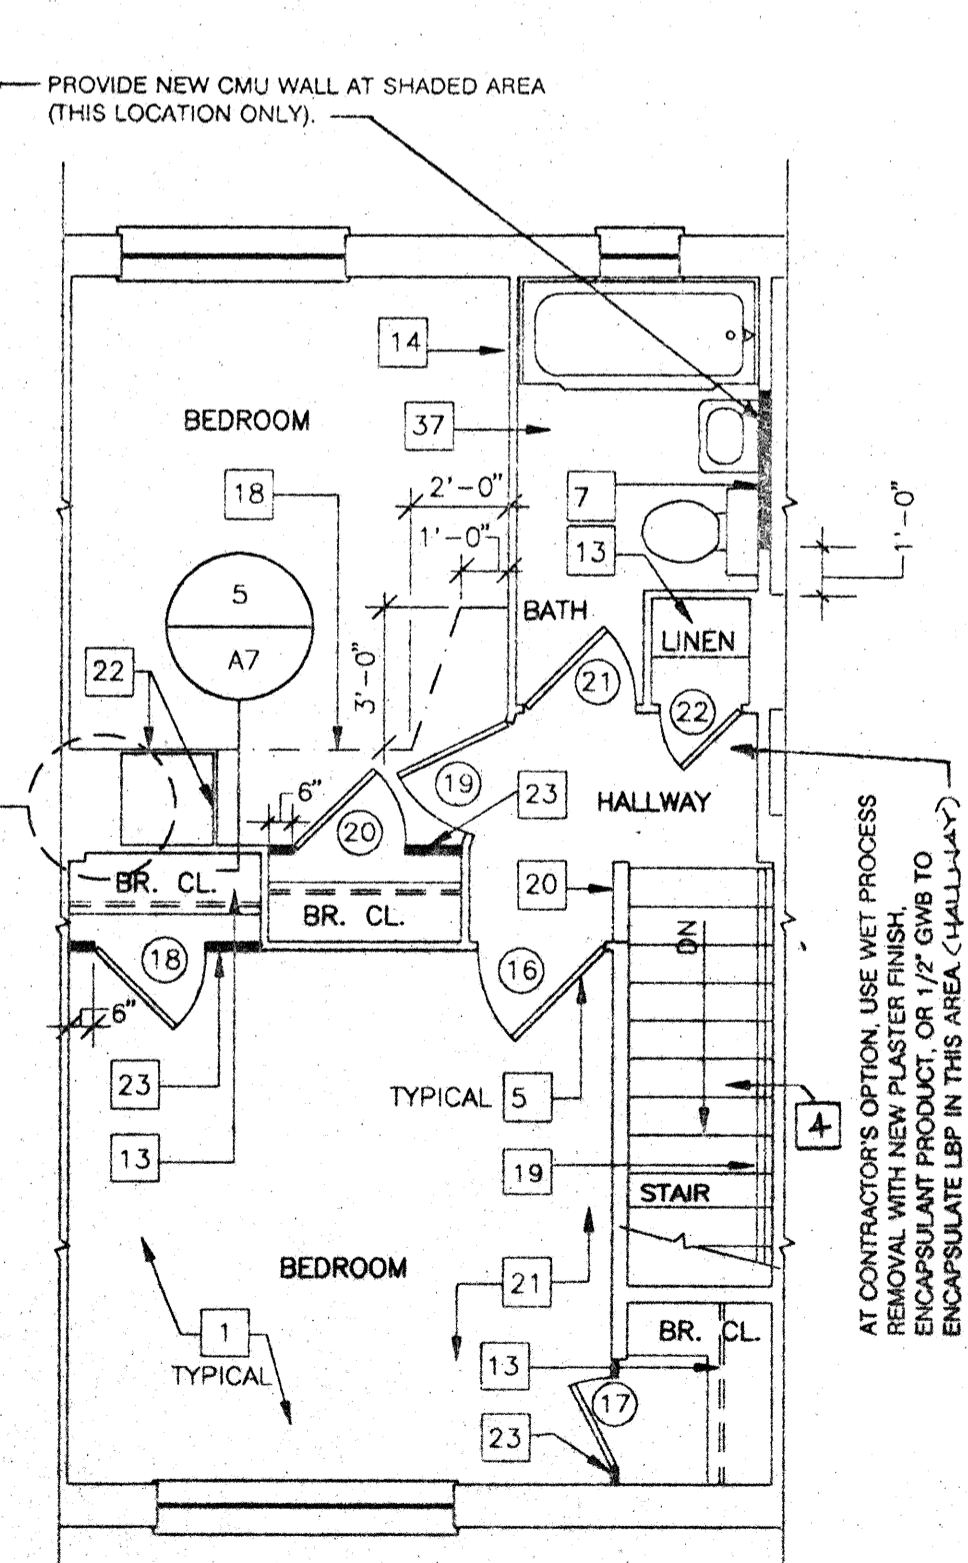 PROVIDE NEW CMU WALL AT SHADED AREA
(THIS LOCATION ONLY).
14
BEDROOM
37
18
2'-0"
7
1'-0"
1'-0"
13
5
A7
BATH
LINEN
22
3'-0"
21
22
19
6"
23
HALLWAY
20
BR. CL.
20
BR. CL.
DN
18
16
6"
23
TYPICAL 5
4
13
19
STAIR
BEDROOM
21
1
TYPICAL
BR. CL.
13
17
23
AT CONTRACTOR'S OPTION, USE WET PROCESS
REMOVAL WITH NEW PLASTER FINISH,
ENCAPSULANT PRODUCT, OR 1/2" GWB TO
ENCAPSULATE LBP IN THIS AREA. (HALLWAY)